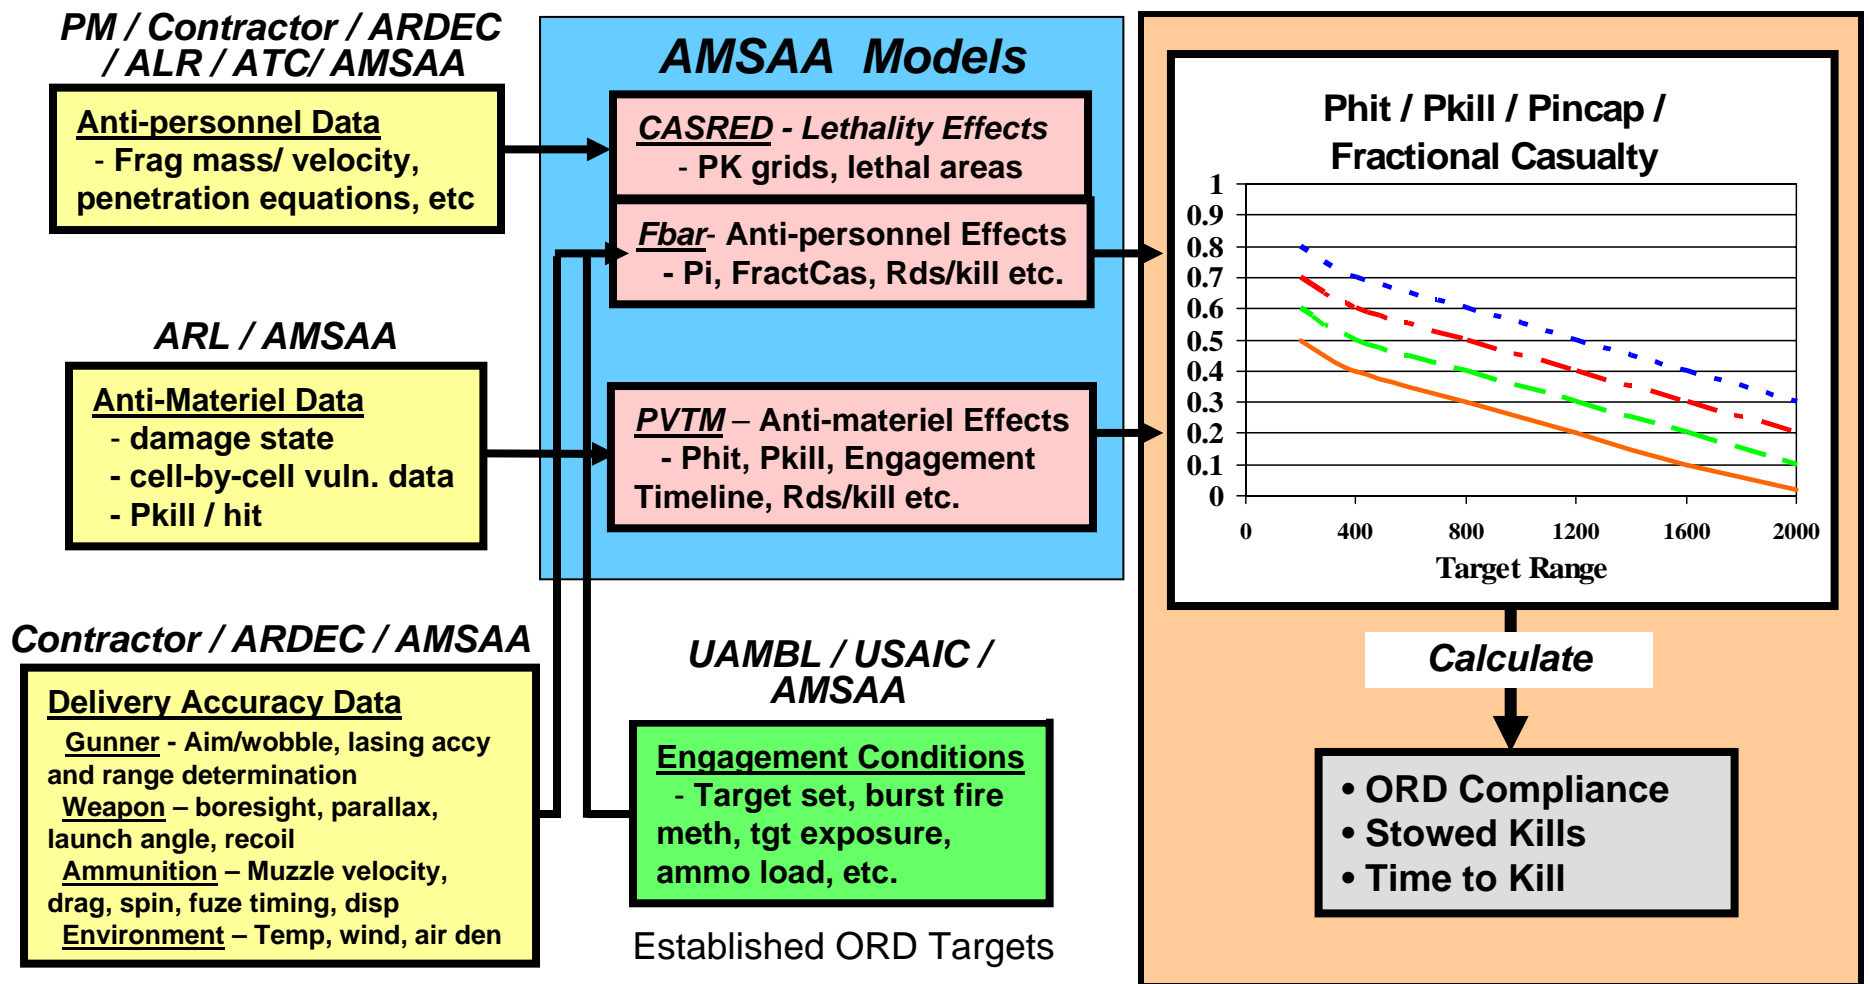 PM / Contractor / ARDEC
/ ALR / ATC/ AMSAA
Anti-personnel Data
- Frag mass/ velocity,
penetration equations, etc
ARL / AMSAA
Anti-Materiel Data
- damage state
- cell-by-cell vuln. data
- Pkill / hit
Contractor / ARDEC / AMSAA
Delivery Accuracy Data
Gunner - Aim/wobble, lasing accy
and range determination
Weapon – boresight, parallax,
launch angle, recoil
Ammunition – Muzzle velocity,
drag, spin, fuze timing, disp
Environment – Temp, wind, air den
AMSAA Models
CASRED - Lethality Effects
- PK grids, lethal areas
Fbar- Anti-personnel Effects
- Pi, FractCas, Rds/kill etc.
PVTM – Anti-materiel Effects
- Phit, Pkill, Engagement
Timeline, Rds/kill etc.
UAMBL / USAIC /
AMSAA
Engagement Conditions
- Target set, burst fire
meth, tgt exposure,
ammo load, etc.
Established ORD Targets
Phit / Pkill / Pincap /
Fractional Casualty
1
0.9
0.8
0.7
0.6
0.5
0.4
0.3
0.2
0.1
0
0 400 800 1200 1600 2000
Target Range
Calculate
• ORD Compliance
• Stowed Kills
• Time to Kill